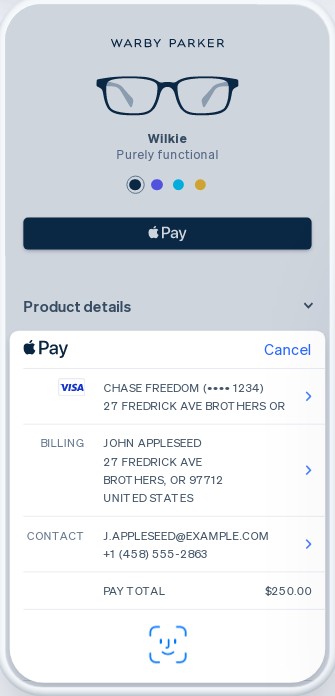 WARBY PARKER
Wilkie
Purely functional
Pay
Product details
Pay
Cancel
VISA
CHASE FREEDOM (•••• 1234)
27 FREDRICK AVE BROTHERS OR
BILLING
JOHN APPLESEED
27 FREDRICK AVE
BROTHERS, OR 97712
UNITED STATES
CONTACT
J.APPLESEED@EXAMPLE.COM
+1 (458) 555-2863
PAY TOTAL
$250.00